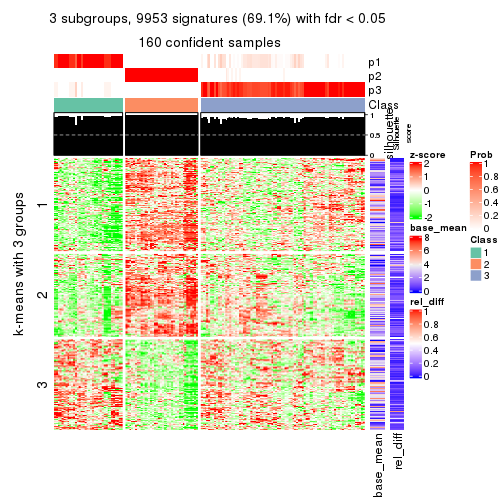 3 subgroups, 9953 signatures (69.1%) with fdr < 0.05
160 confident samples
p1
p2
p3
Class
1
0.5
0
silhouette
Silhouette
score
k-means with 3 groups
1
2
3
base_mean
rel_diff
z-score
2
1
0
-1
-2
base_mean
8
6
4
2
0
rel_diff
1
0.8
0.6
0.4
0.2
0
Prob
1
0.8
0.6
0.4
0.2
0
Class
1
2
3